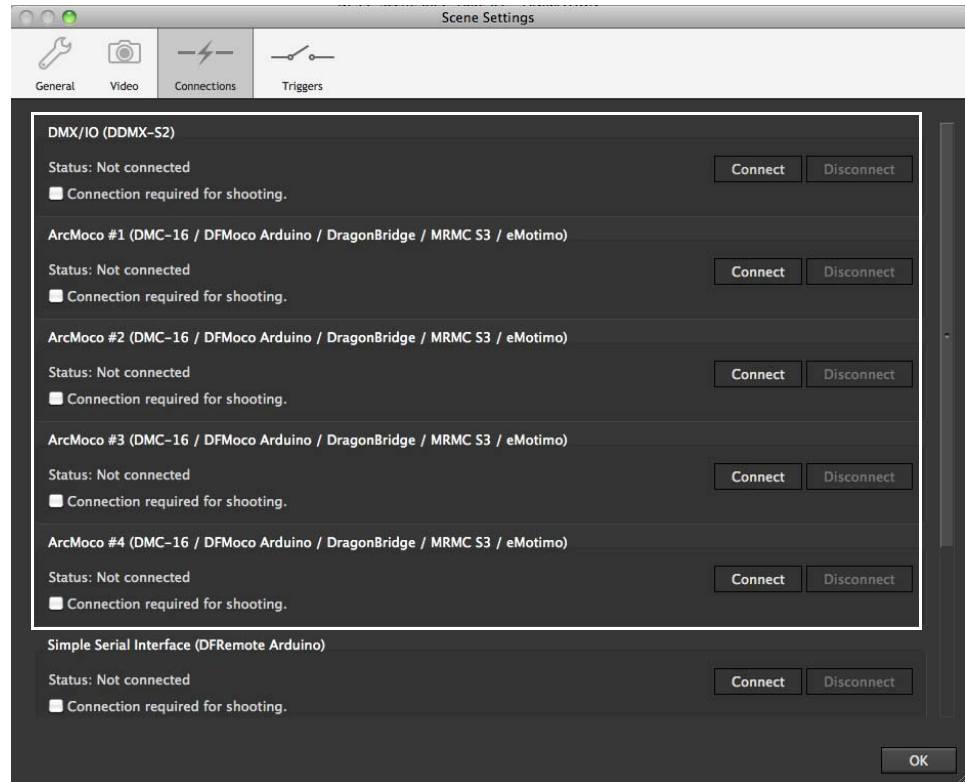 Scene Settings
General Video Connections Triggers
DMX/IO (DDMX-S2)
Status: Not connected
Connect Disconnect
Connection required for shooting.
ArcMoco #1 (DMC-16 / DFMoco Arduino / DragonBridge / MRMC S3 / eMotimo)
Status: Not connected
Connect Disconnect
Connection required for shooting.
ArcMoco #2 (DMC-16 / DFMoco Arduino / DragonBridge / MRMC S3 / eMotimo)
Status: Not connected
Connect Disconnect
Connection required for shooting.
ArcMoco #3 (DMC-16 / DFMoco Arduino / DragonBridge / MRMC S3 / eMotimo)
Status: Not connected
Connect Disconnect
Connection required for shooting.
ArcMoco #4 (DMC-16 / DFMoco Arduino / DragonBridge / MRMC S3 / eMotimo)
Status: Not connected
Connect Disconnect
Connection required for shooting.
Simple Serial Interface (DFRemote Arduino)
Status: Not connected
Connect Disconnect
Connection required for shooting.
OK